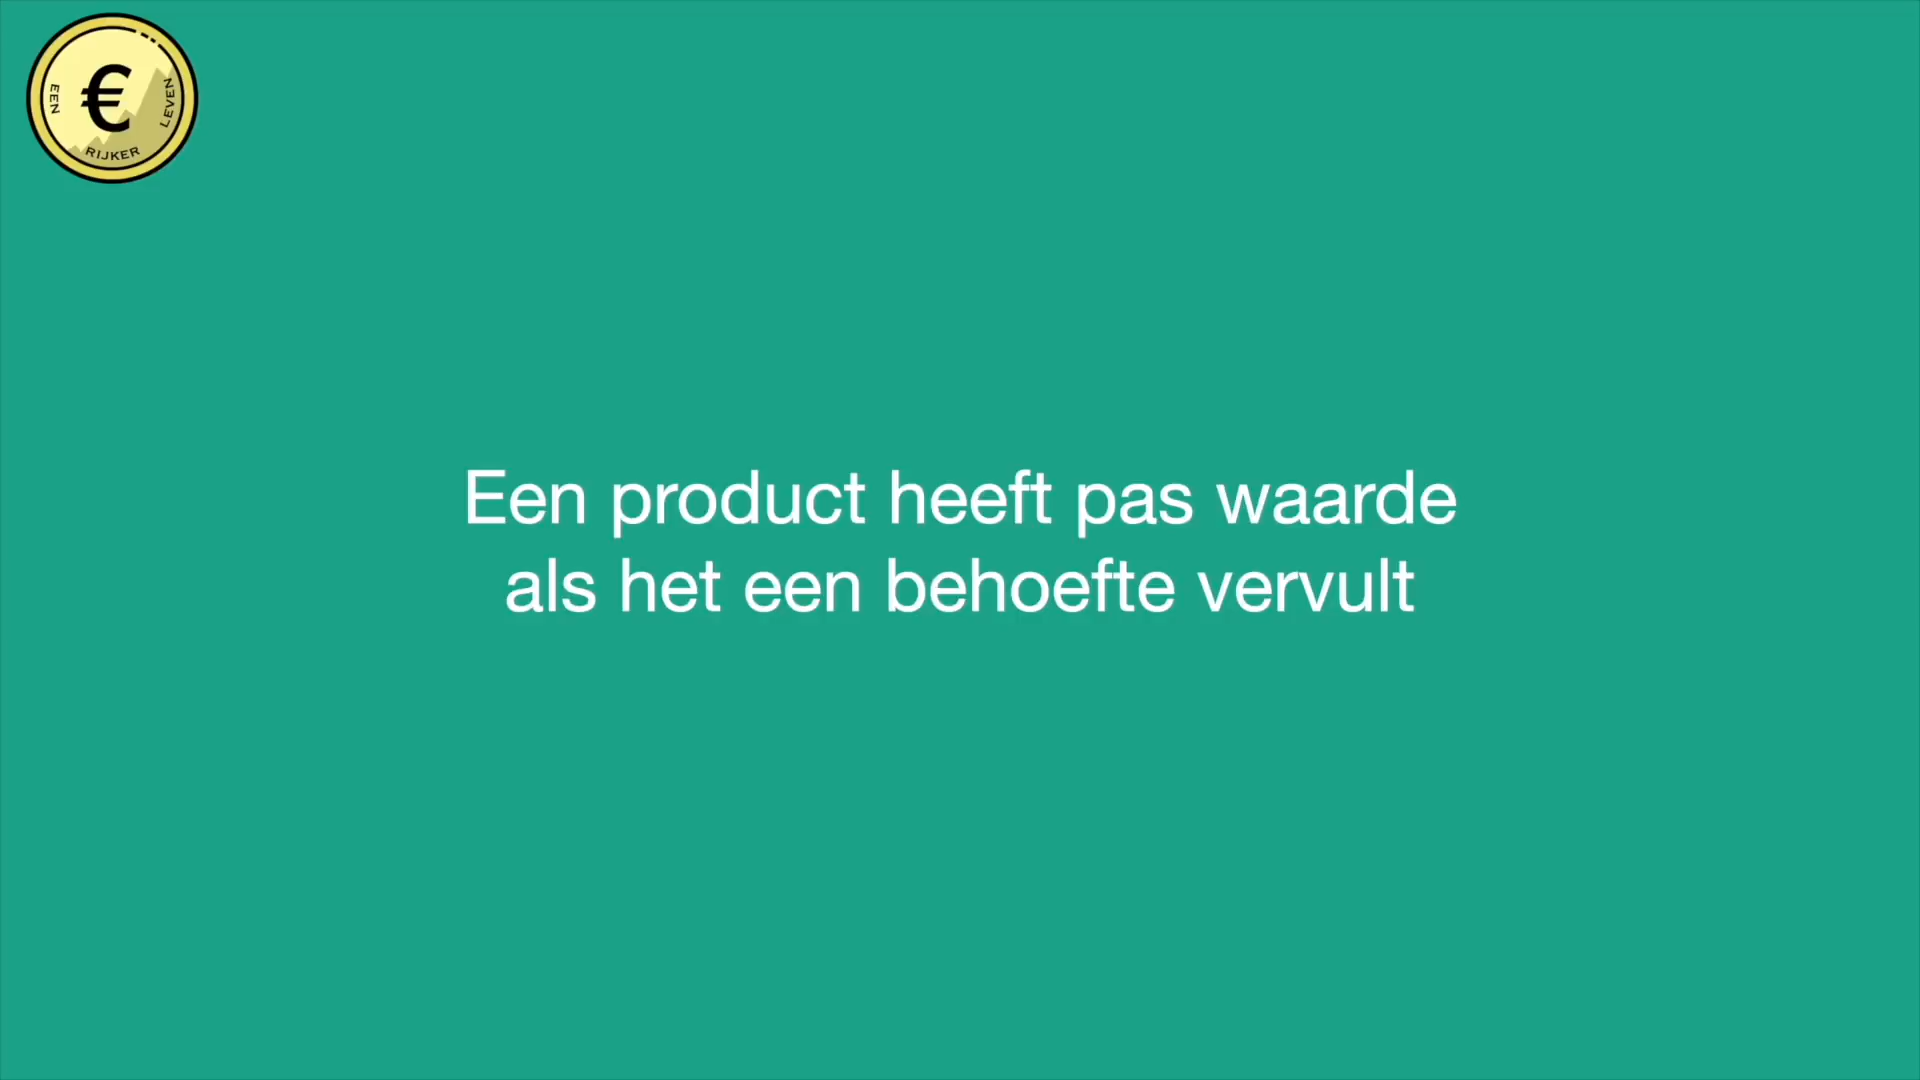 €
EEN
RIJKER
LEVEN
Een product heeft pas waarde
als het een behoefte vervult